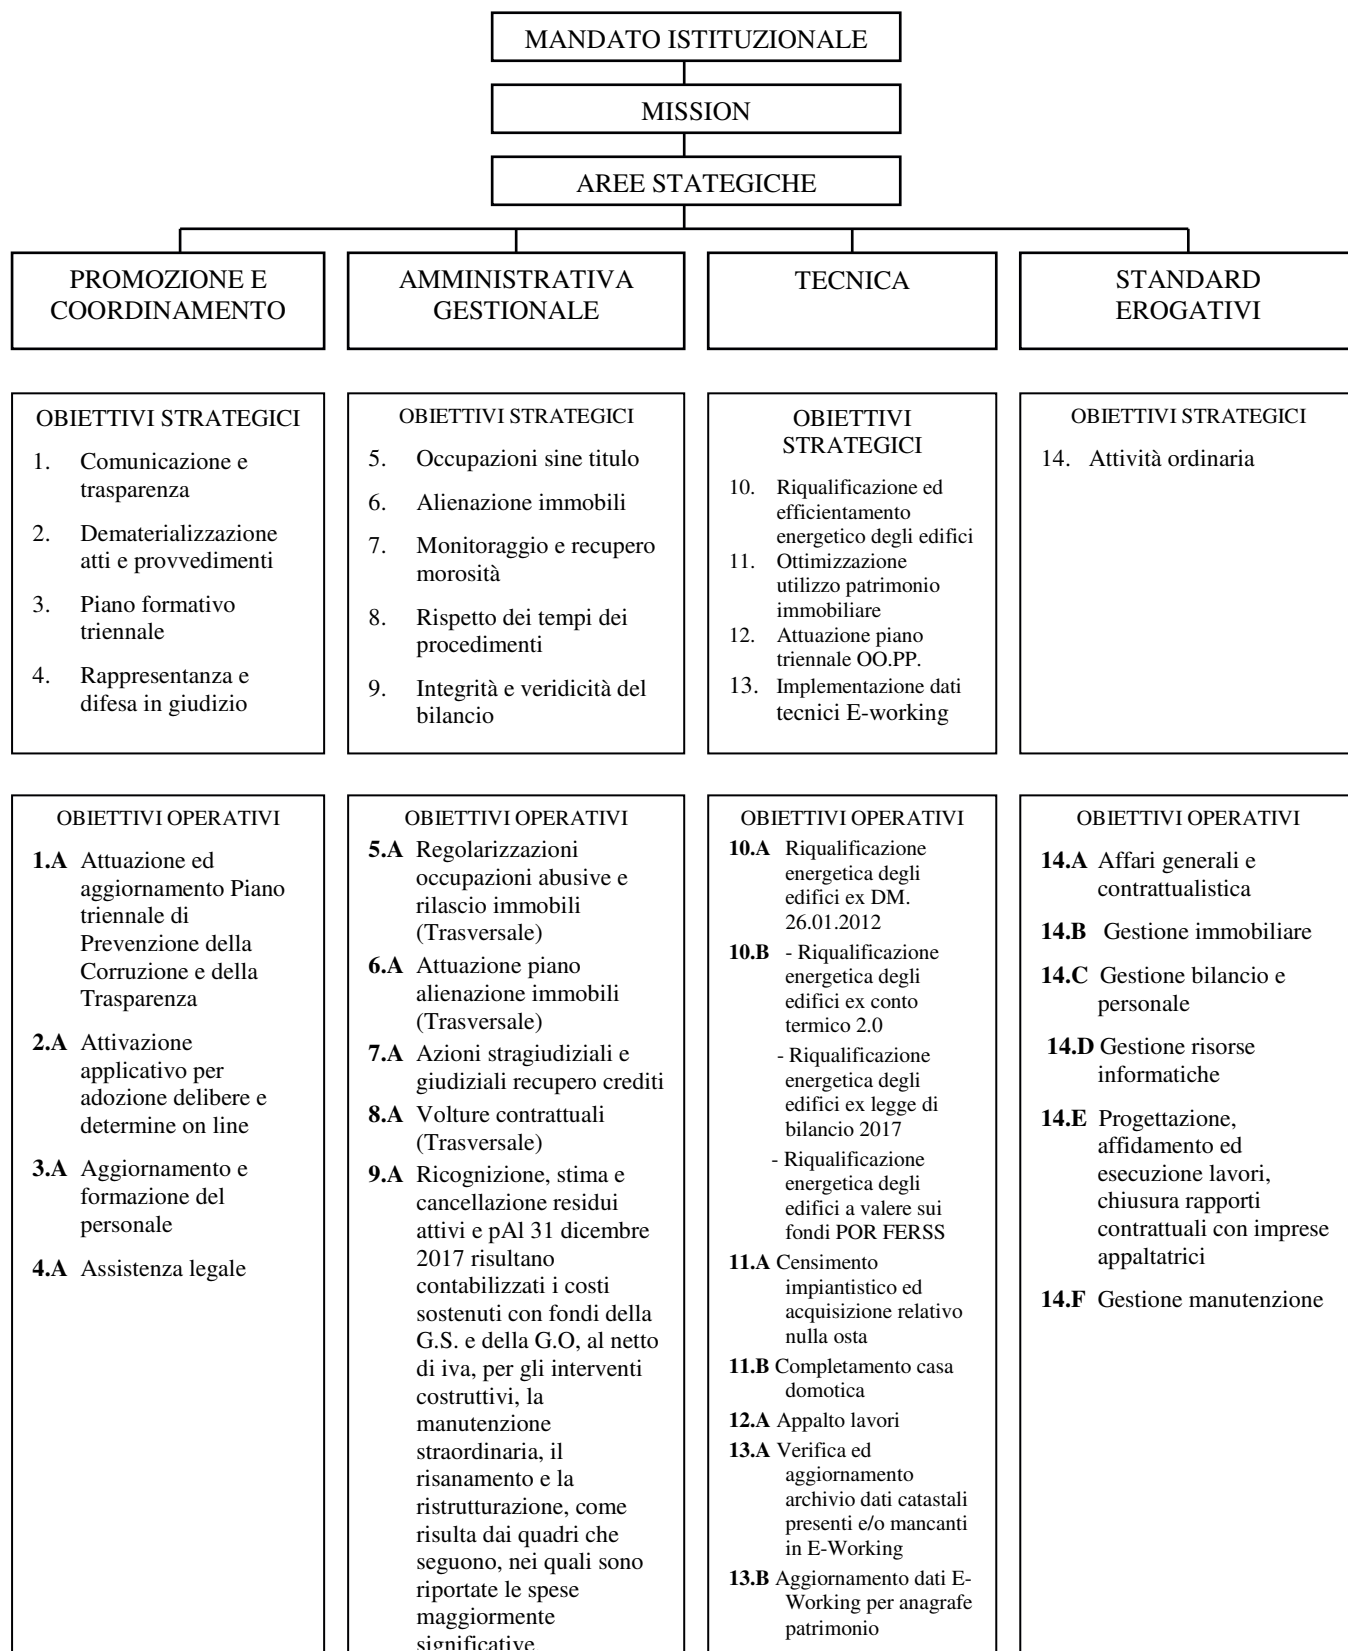 MANDATO ISTITUZIONALE
MISSION
AREE STATEGICHE
PROMOZIONE E
COORDINAMENTO
AMMINISTRATIVA
GESTIONALE
TECNICA
STANDARD
EROGATIVI
OBIETTIVI STRATEGICI
1. Comunicazione e
trasparenza
2. Dematerializzazione
atti e provvedimenti
3. Piano formativo
triennale
4. Rappresentanza e
difesa in giudizio
OBIETTIVI STRATEGICI
5. Occupazioni sine titolo
6. Alienazione immobili
7. Monitoraggio e recupero
morosità
8. Rispetto dei tempi dei
procedimenti
9. Integrità e veridicità del
bilancio
OBIETTIVI
STRATEGICI
10. Riqualificazione ed
efficientamento
energetico degli edifici
11. Ottimizzazione
utilizzo patrimonio
immobiliare
12. Attuazione piano
triennale OO.PP.
13. Implementazione dati
tecnici E-working
OBIETTIVI STRATEGICI
14. Attività ordinaria
OBIETTIVI OPERATIVI
1.A Attuazione ed
aggiornamento Piano
triennale di
Prevenzione della
Corruzione e della
Trasparenza
2.A Attivazione
applicativo per
adozione delibere e
determine on line
3.A Aggiornamento e
formazione del
personale
4.A Assistenza legale
OBIETTIVI OPERATIVI
5.A Regolarizzazioni
occupazioni abusive e
rilascio immobili
(Trasversale)
6.A Attuazione piano
alienazione immobili
(Trasversale)
7.A Azioni stragiudiziali e
giudiziali recupero crediti
8.A Volture contrattuali
(Trasversale)
9.A Ricognizione, stima e
cancellazione residui
attivi e pAl 31 dicembre
2017 risultano
contabilizzati i costi
sostenuti con fondi della
G.S. e della G.O, al netto
di iva, per gli interventi
costruttivi, la
manutenzione
straordinaria, il
risanamento e la
ristrutturazione, come
risulta dai quadri che
seguono, nei quali sono
riportate le spese
maggiormente
significative
OBIETTIVI OPERATIVI
10.A Riqualificazione
energetica degli
edifici ex DM.
26.01.2012
10.B - Riqualificazione
energetica degli
edifici ex conto
termico 2.0
- Riqualificazione
energetica degli
edifici ex legge di
bilancio 2017
- Riqualificazione
energetica degli
edifici a valere sui
fondi POR FERSS
11.A Censimento
impiantistico ed
acquisizione relativo
nulla osta
11.B Completamento casa
domotica
12.A Appalto lavori
13.A Verifica ed
aggiornamento
archivio dati catastali
presenti e/o mancanti
in E-Working
13.B Aggiornamento dati E-
Working per anagrafe
patrimonio
OBIETTIVI OPERATIVI
14.A Affari generali e
contrattualistica
14.B Gestione immobiliare
14.C Gestione bilancio e
personale
14.D Gestione risorse
informatiche
14.E Progettazione,
affidamento ed
esecuzione lavori,
chiusura rapporti
contrattuali con imprese
appaltatrici
14.F Gestione manutenzione